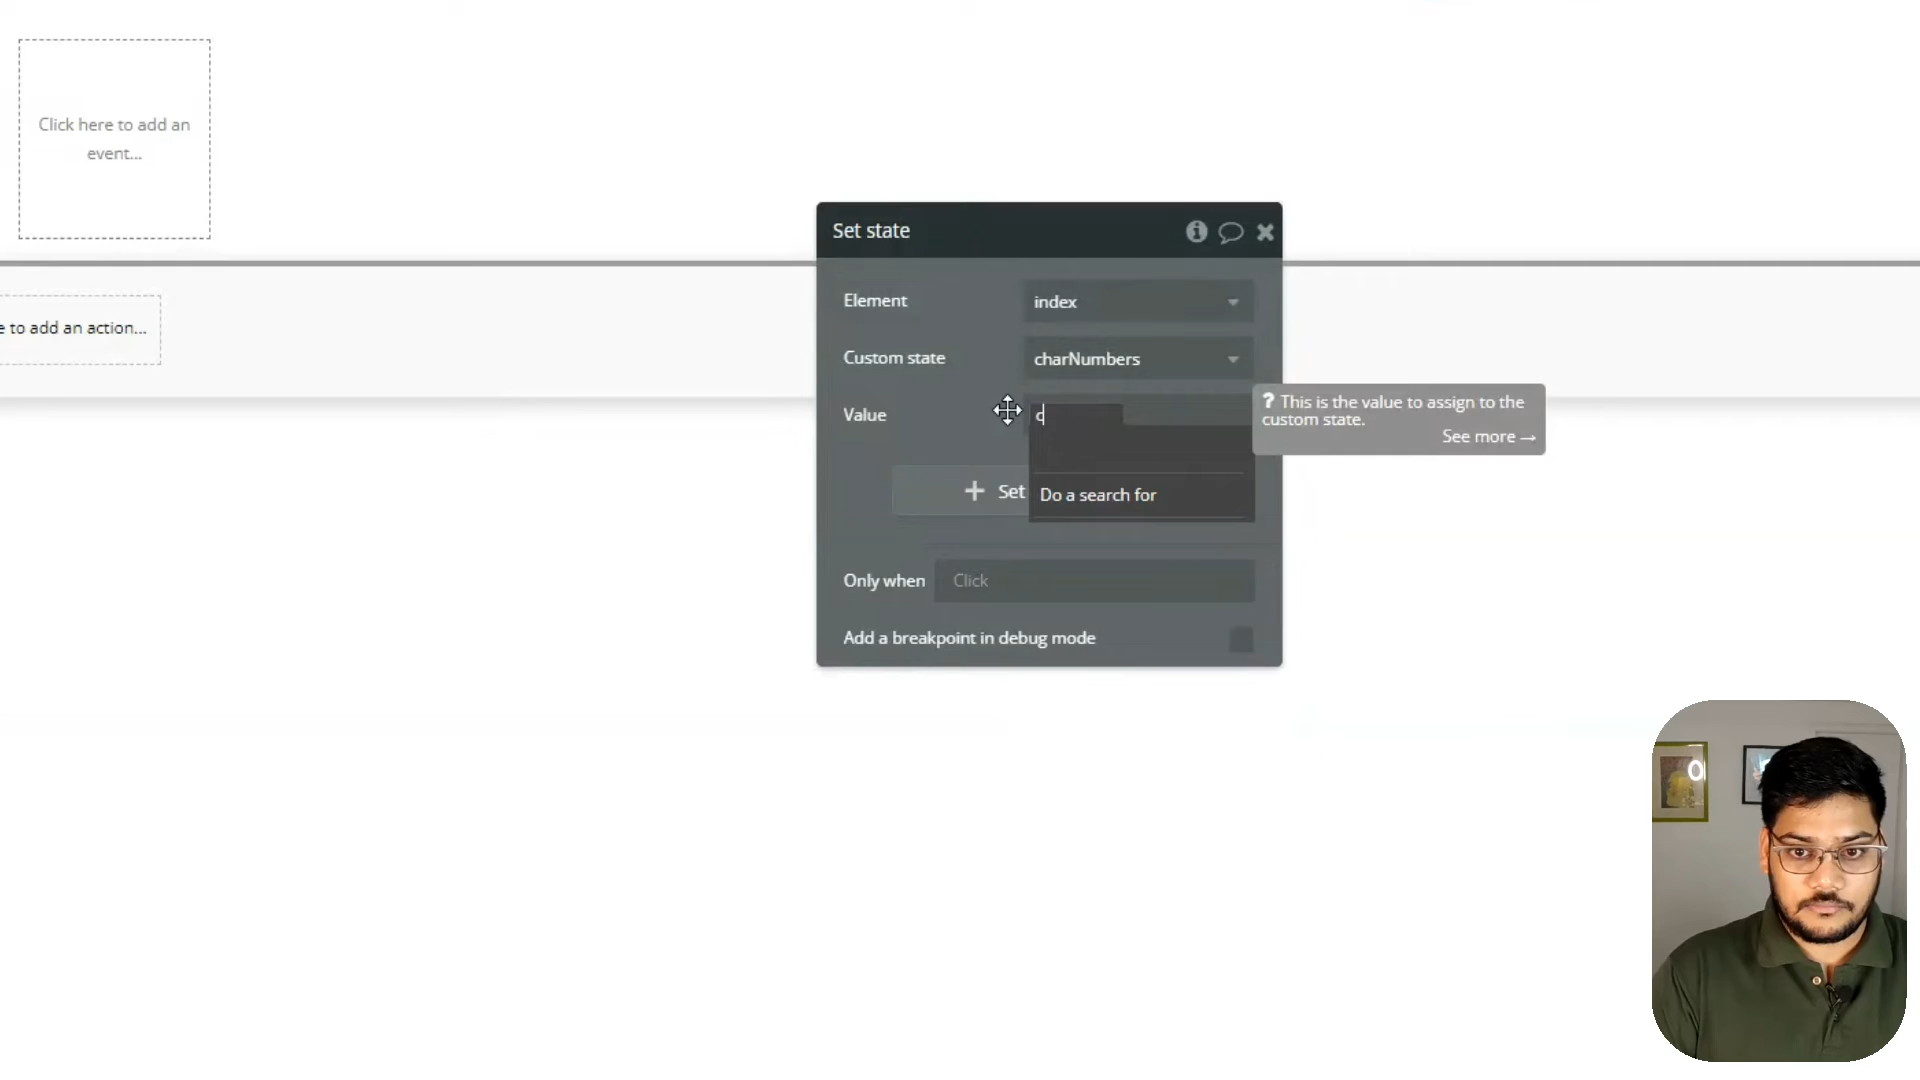 Click here to add an
event...
Set state
Element
index
e to add an action...
Custom state
charNumbers
Value
c
? This is the value to assign to the
custom state.
See more →
+ Set
Do a search for
Only when
Click
Add a breakpoint in debug mode